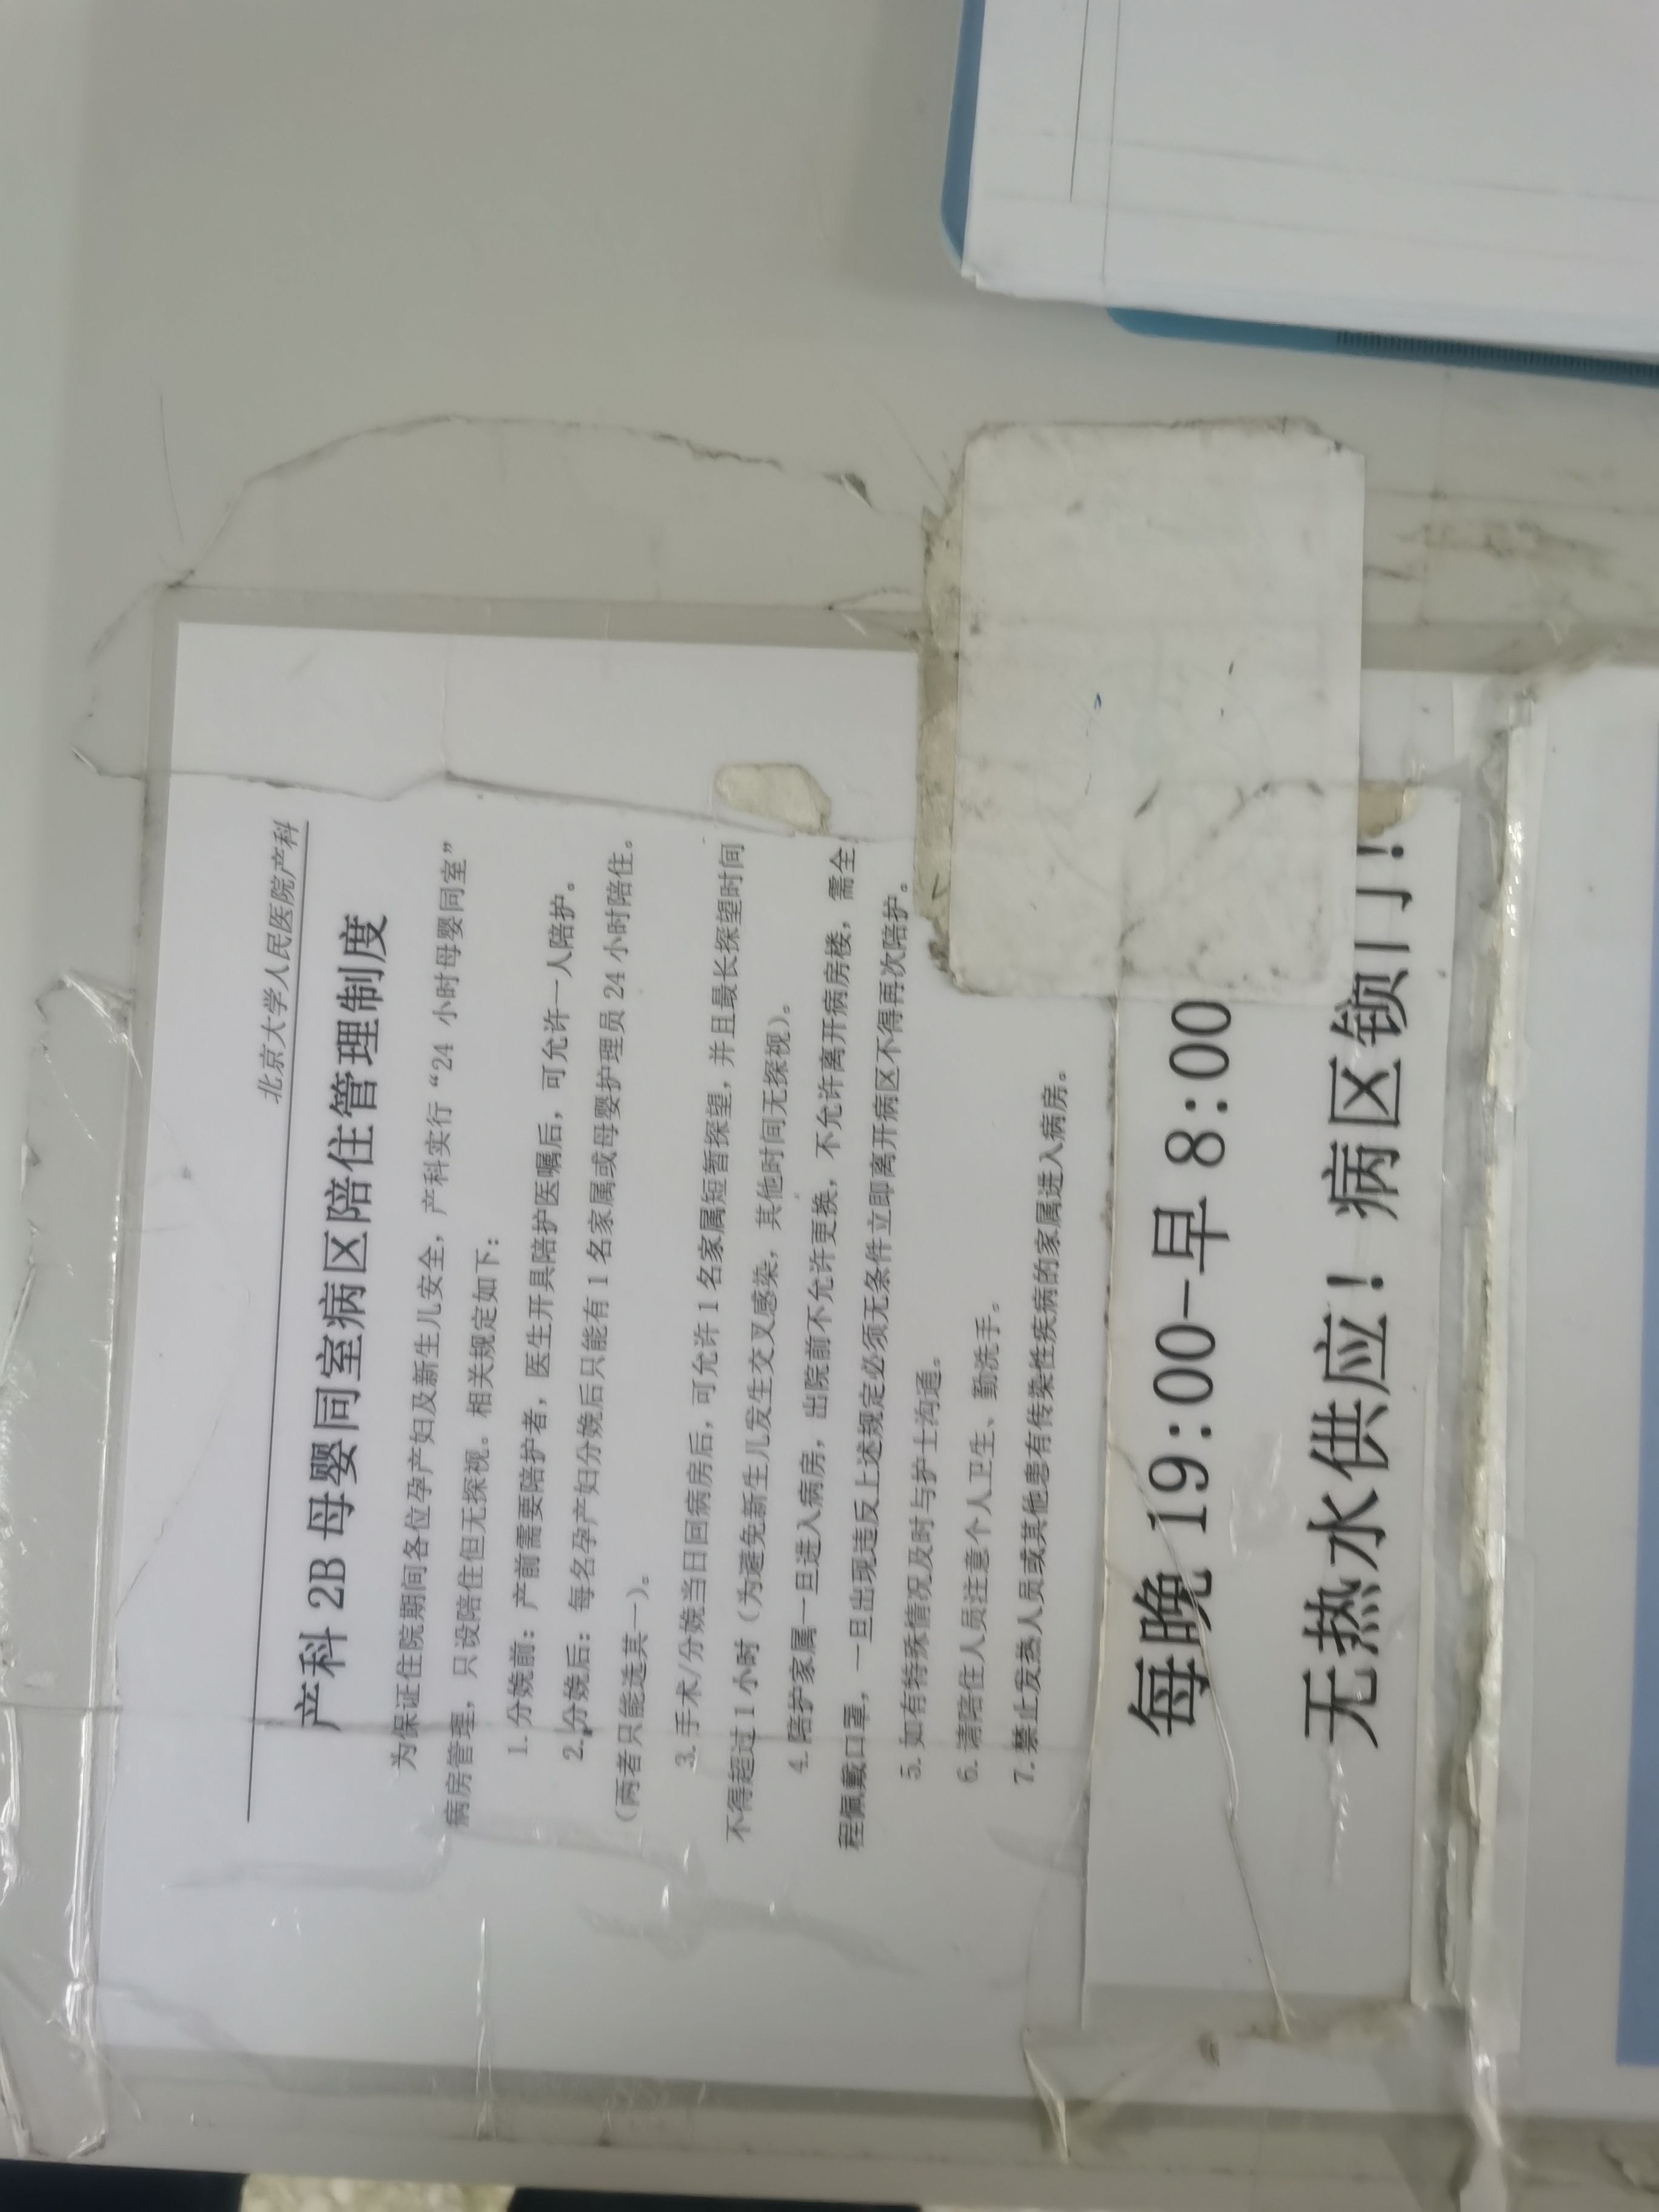 北京大学人民医院产科
产科 2B 母婴同室病区陪住管理制度
为保证住院期间各位孕产妇及新生儿安全，产科实行“24 小时母婴同室”
病房管理，只设陪住但无探视。相关规定如下：
1. 分娩前：产前需要陪护者，医生开具陪护医嘱后，可允许一人陪护。
2. 分娩后：每名孕产妇分娩后只能有 1 名家属或母婴护理员 24 小时陪住。
（两者只能选其一）。
3. 手术/分娩当日回病房后，可允许 1 名家属短暂探望，并且最长探望时间
不得超过 1 小时（为避免新生儿发生交叉感染，其他时间无探视）。
4. 陪护家属一旦进入病房，出院前不允许更换，不允许离开病房楼，需全
程佩戴口罩，一旦出现违反上述规定必须无条件立即离开病区不得再次陪护。
5. 如有特殊情况及时与护士沟通。
6. 请陪住人员注意个人卫生、勤洗手。
7. 禁止发热人员或其他患有传染性疾病的家属进入病房。
每晚 19:00-早 8:00
无热水供应！病区锁门！